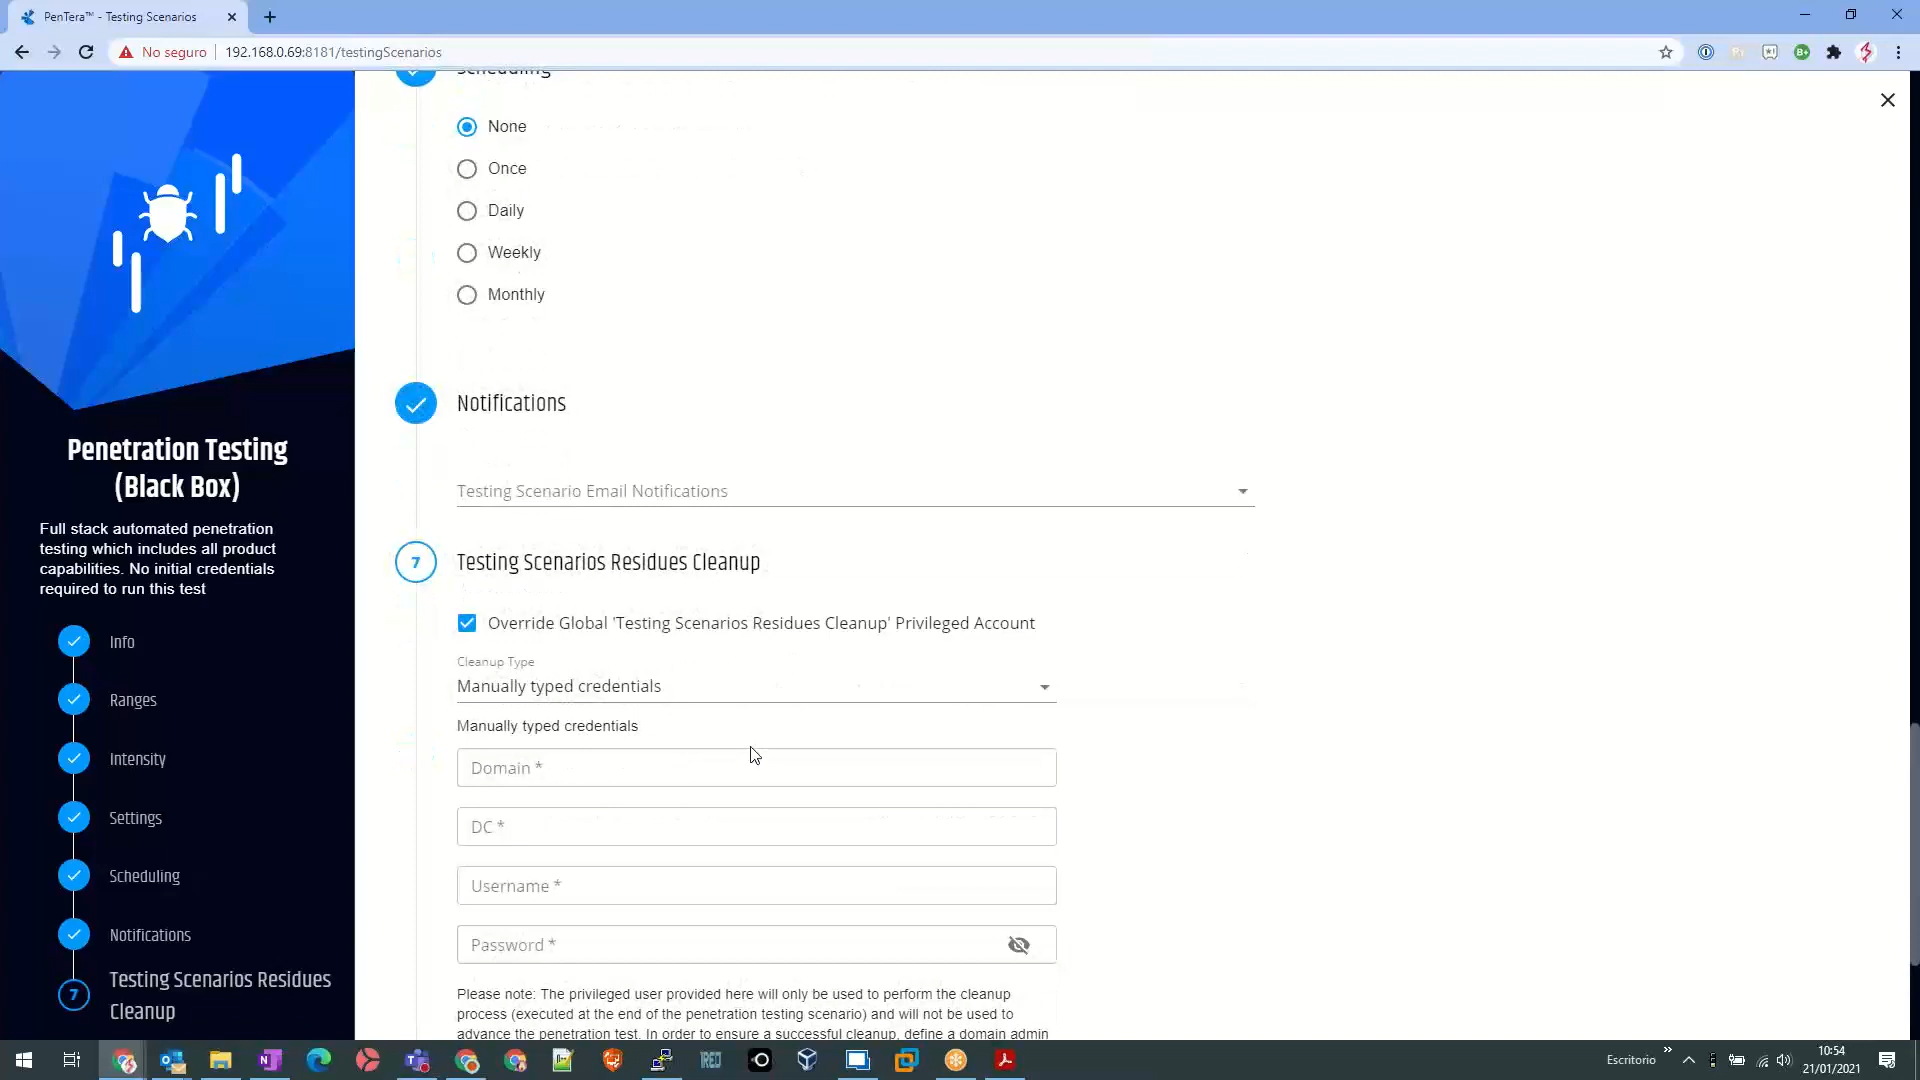 PenTera™ - Testing Scenarios
No seguro
192.168.0.69:8181/testingScenarios
Scheduling
None
Once
Daily
Weekly
Monthly
Notifications
Testing Scenario Email Notifications
7
Testing Scenarios Residues Cleanup
Override Global 'Testing Scenarios Residues Cleanup' Privileged Account
Cleanup Type
Manually typed credentials
Manually typed credentials
Domain *
DC *
Username *
Password *
Please note: The privileged user provided here will only be used to perform the cleanup
process (executed at the end of the penetration testing scenario) and will not be used to
advance the penetration test. In order to ensure a successful cleanup, define a domain admin
Penetration Testing
(Black Box)
Full stack automated penetration
testing which includes all product
capabilities. No initial credentials
required to run this test
Info
Ranges
Intensity
Settings
Scheduling
Notifications
7
Testing Scenarios Residues
Cleanup
Escritorio
10:54
21/01/2021